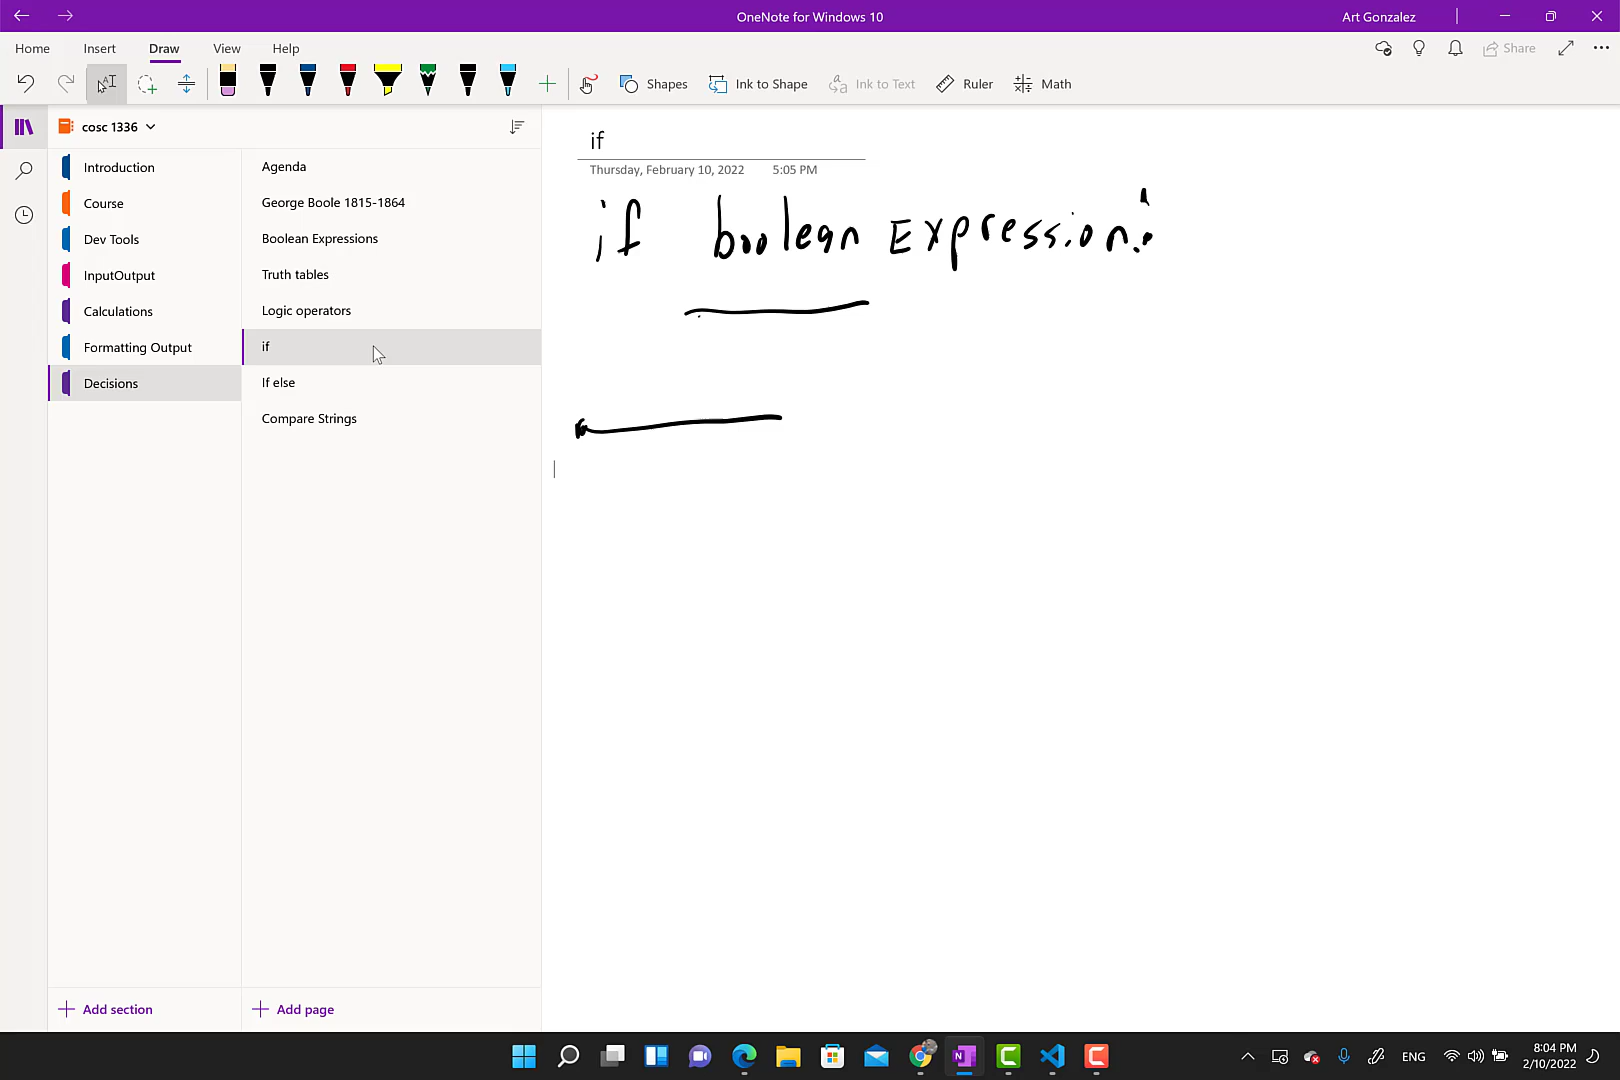 OneNote for Windows 10
Art Gonzalez
Home Insert Draw View Help
Share
Shapes Ink to Shape Ink to Text Ruler Math
cosc 1336
Introduction
Course
Dev Tools
InputOutput
Calculations
Formatting Output
Decisions
Agenda
George Boole 1815-1864
Boolean Expressions
Truth tables
Logic operators
if
If else
Compare Strings
if
Thursday, February 10, 2022 5:05 PM
if boolean Expression:
Add section
Add page
ENG
8:04 PM
2/10/2022